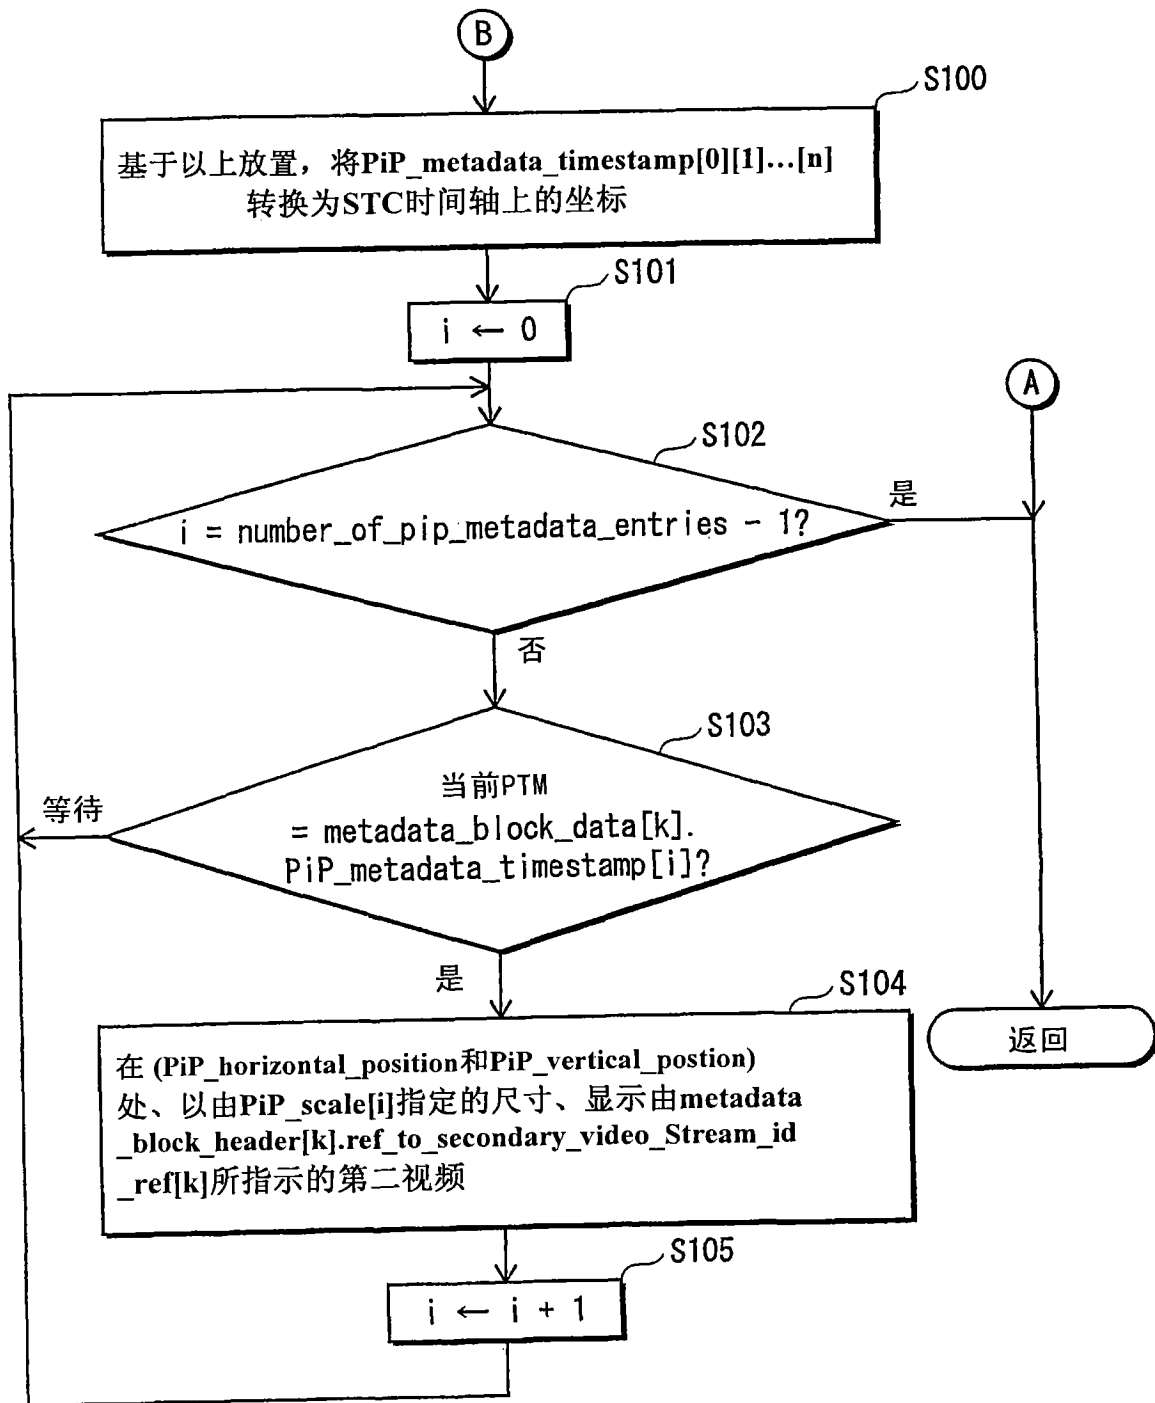 B
S100
基于以上放置，将PiP_metadata_timestamp[0][1]...[n]
转换为STC时间轴上的坐标
S101
i ← 0
A
S102
是
i = number_of_pip_metadata_entries - 1?
否
S103
等待
当前PTM
= metadata_block_data[k].
PiP_metadata_timestamp[i]?
是
S104
在 (PiP_horizontal_position和PiP_vertical_postion)
处、以由PiP_scale[i]指定的尺寸、显示由metadata
_block_header[k].ref_to_secondary_video_Stream_id
_ref[k]所指示的第二视频
返回
S105
i ← i + 1